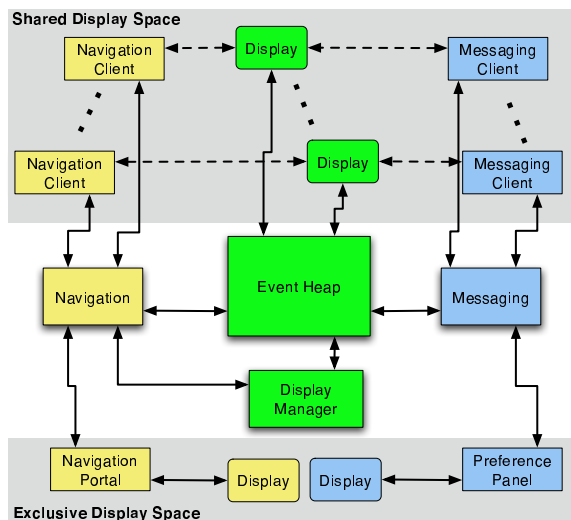 Shared Display Space
Navigation
Client
Display
Messaging
Client
Navigation
Client
Display
Messaging
Client
Navigation
Event Heap
Messaging
Display
Manager
Navigation
Portal
Display
Display
Preference
Panel
Exclusive Display Space